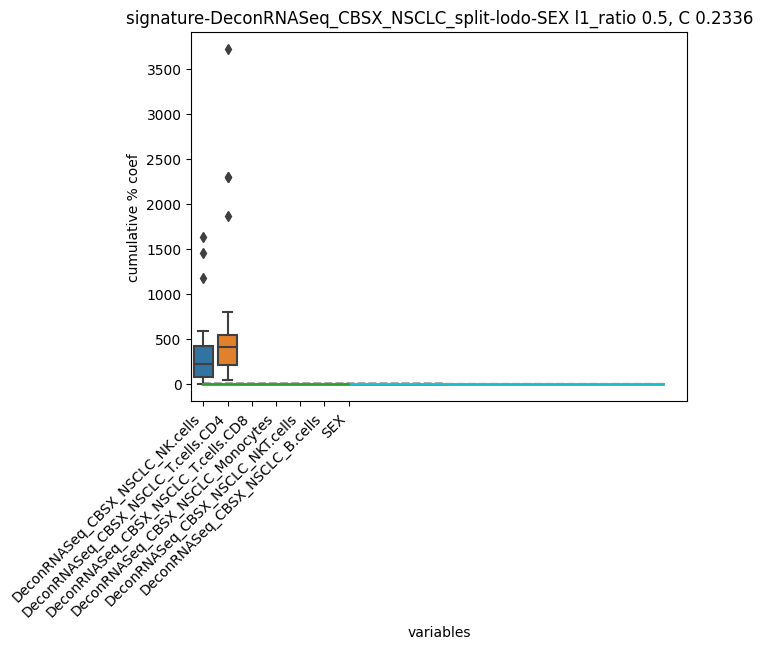 signature-DeconRNASeq_CBSX_NSCLC_split-lodo-SEX l1_ratio 0.5, C 0.2336
cumulative % coef
3500
3000
2500
2000
1500
1000
500
0
DeconRNASeq_CBSX_NSCLC_NK.cells
DeconRNASeq_CBSX_NSCLC_T.cells.CD4
DeconRNASeq_CBSX_NSCLC_T.cells.CD8
DeconRNASeq_CBSX_NSCLC_Monocytes
DeconRNASeq_CBSX_NSCLC_NKT.cells
DeconRNASeq_CBSX_NSCLC_B.cells
SEX
variables